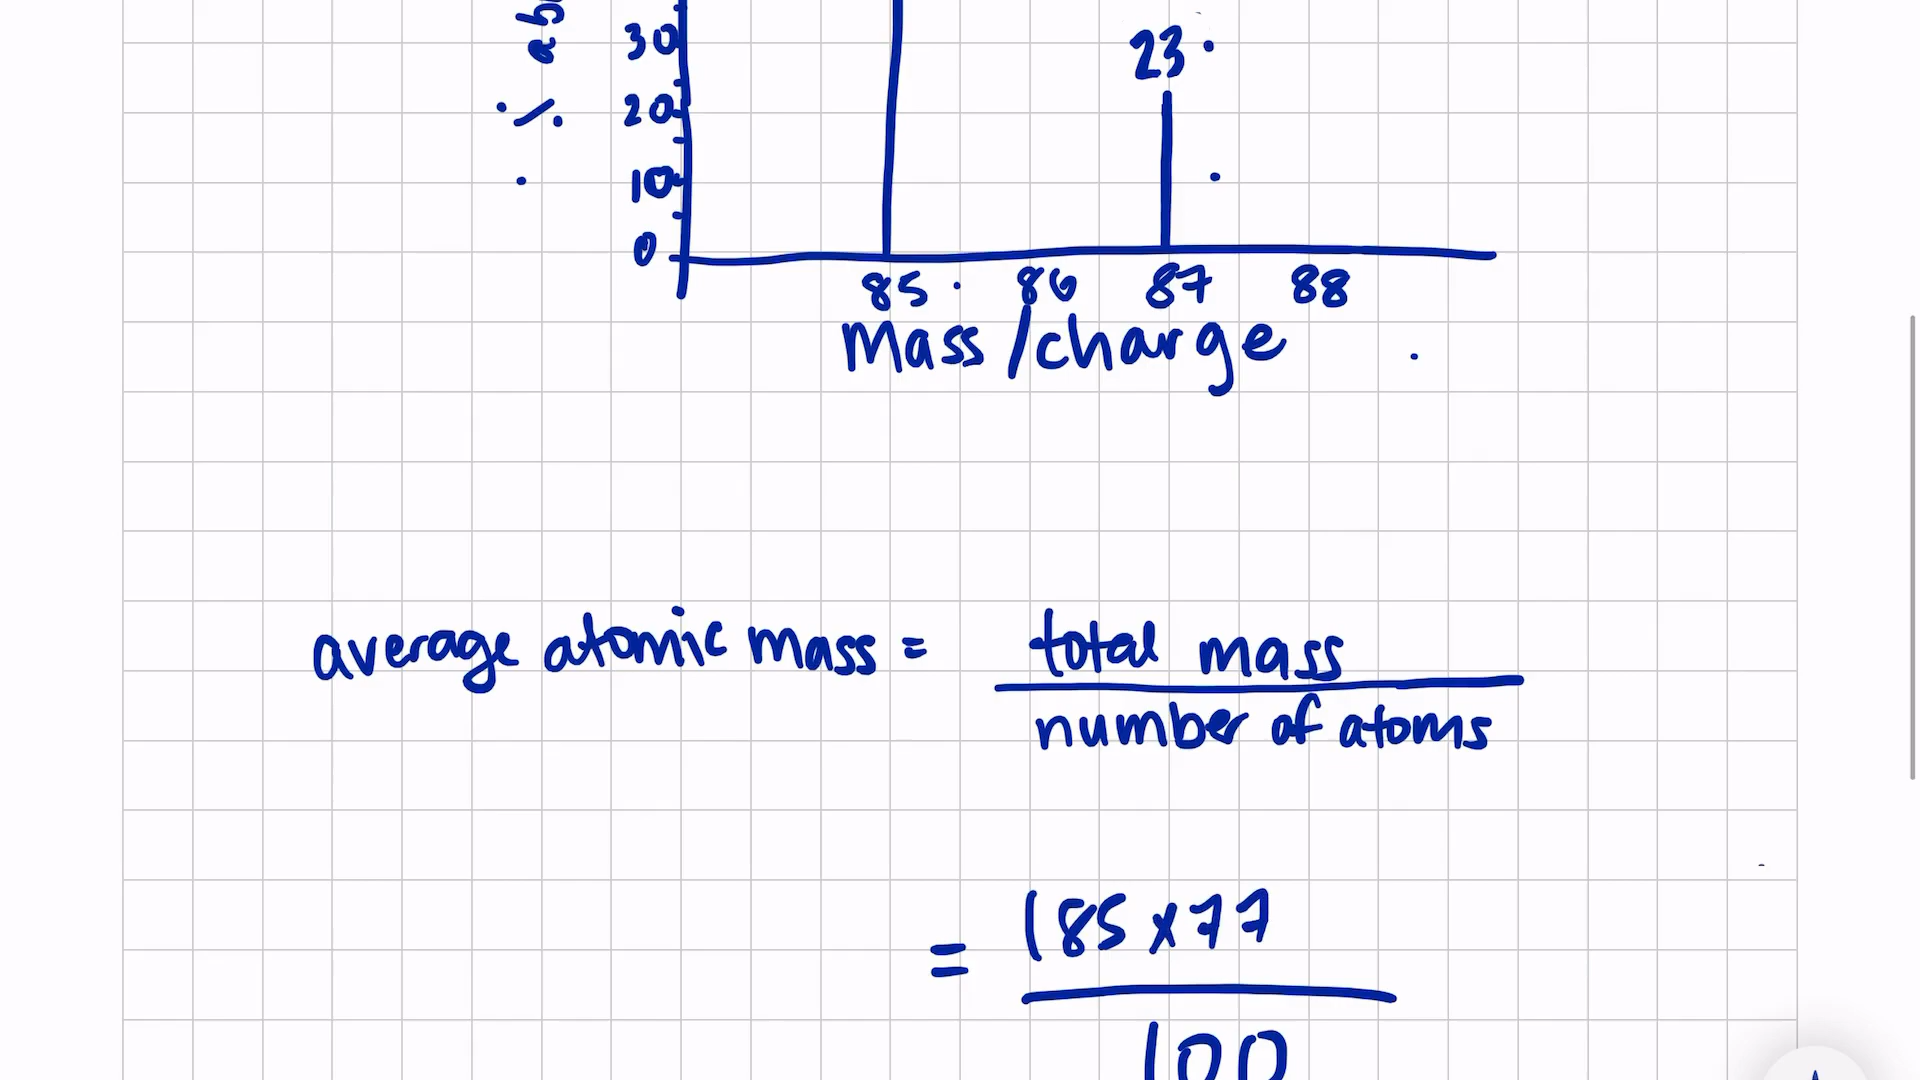 % ab
30
20
10
0
23
85 86 87 88
Mass/charge
average atomic mass = total mass
number of atoms
= (85×77
100